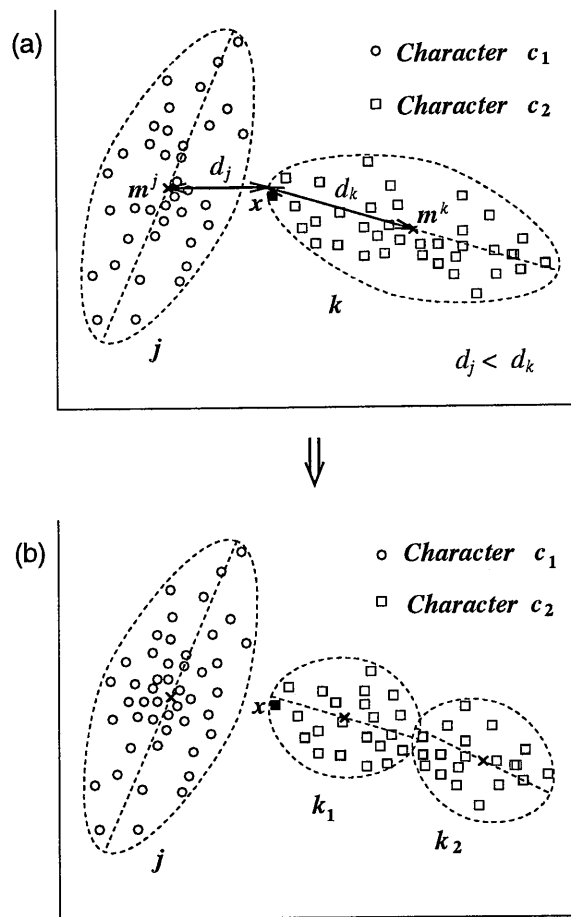 (a)
○ Character c₁
□ Character c₂
dⱼ
mʲ
x
dₖ
mᵏ
k
j
dⱼ < dₖ
⇓
(b)
○ Character c₁
□ Character c₂
x
k₁
k₂
j